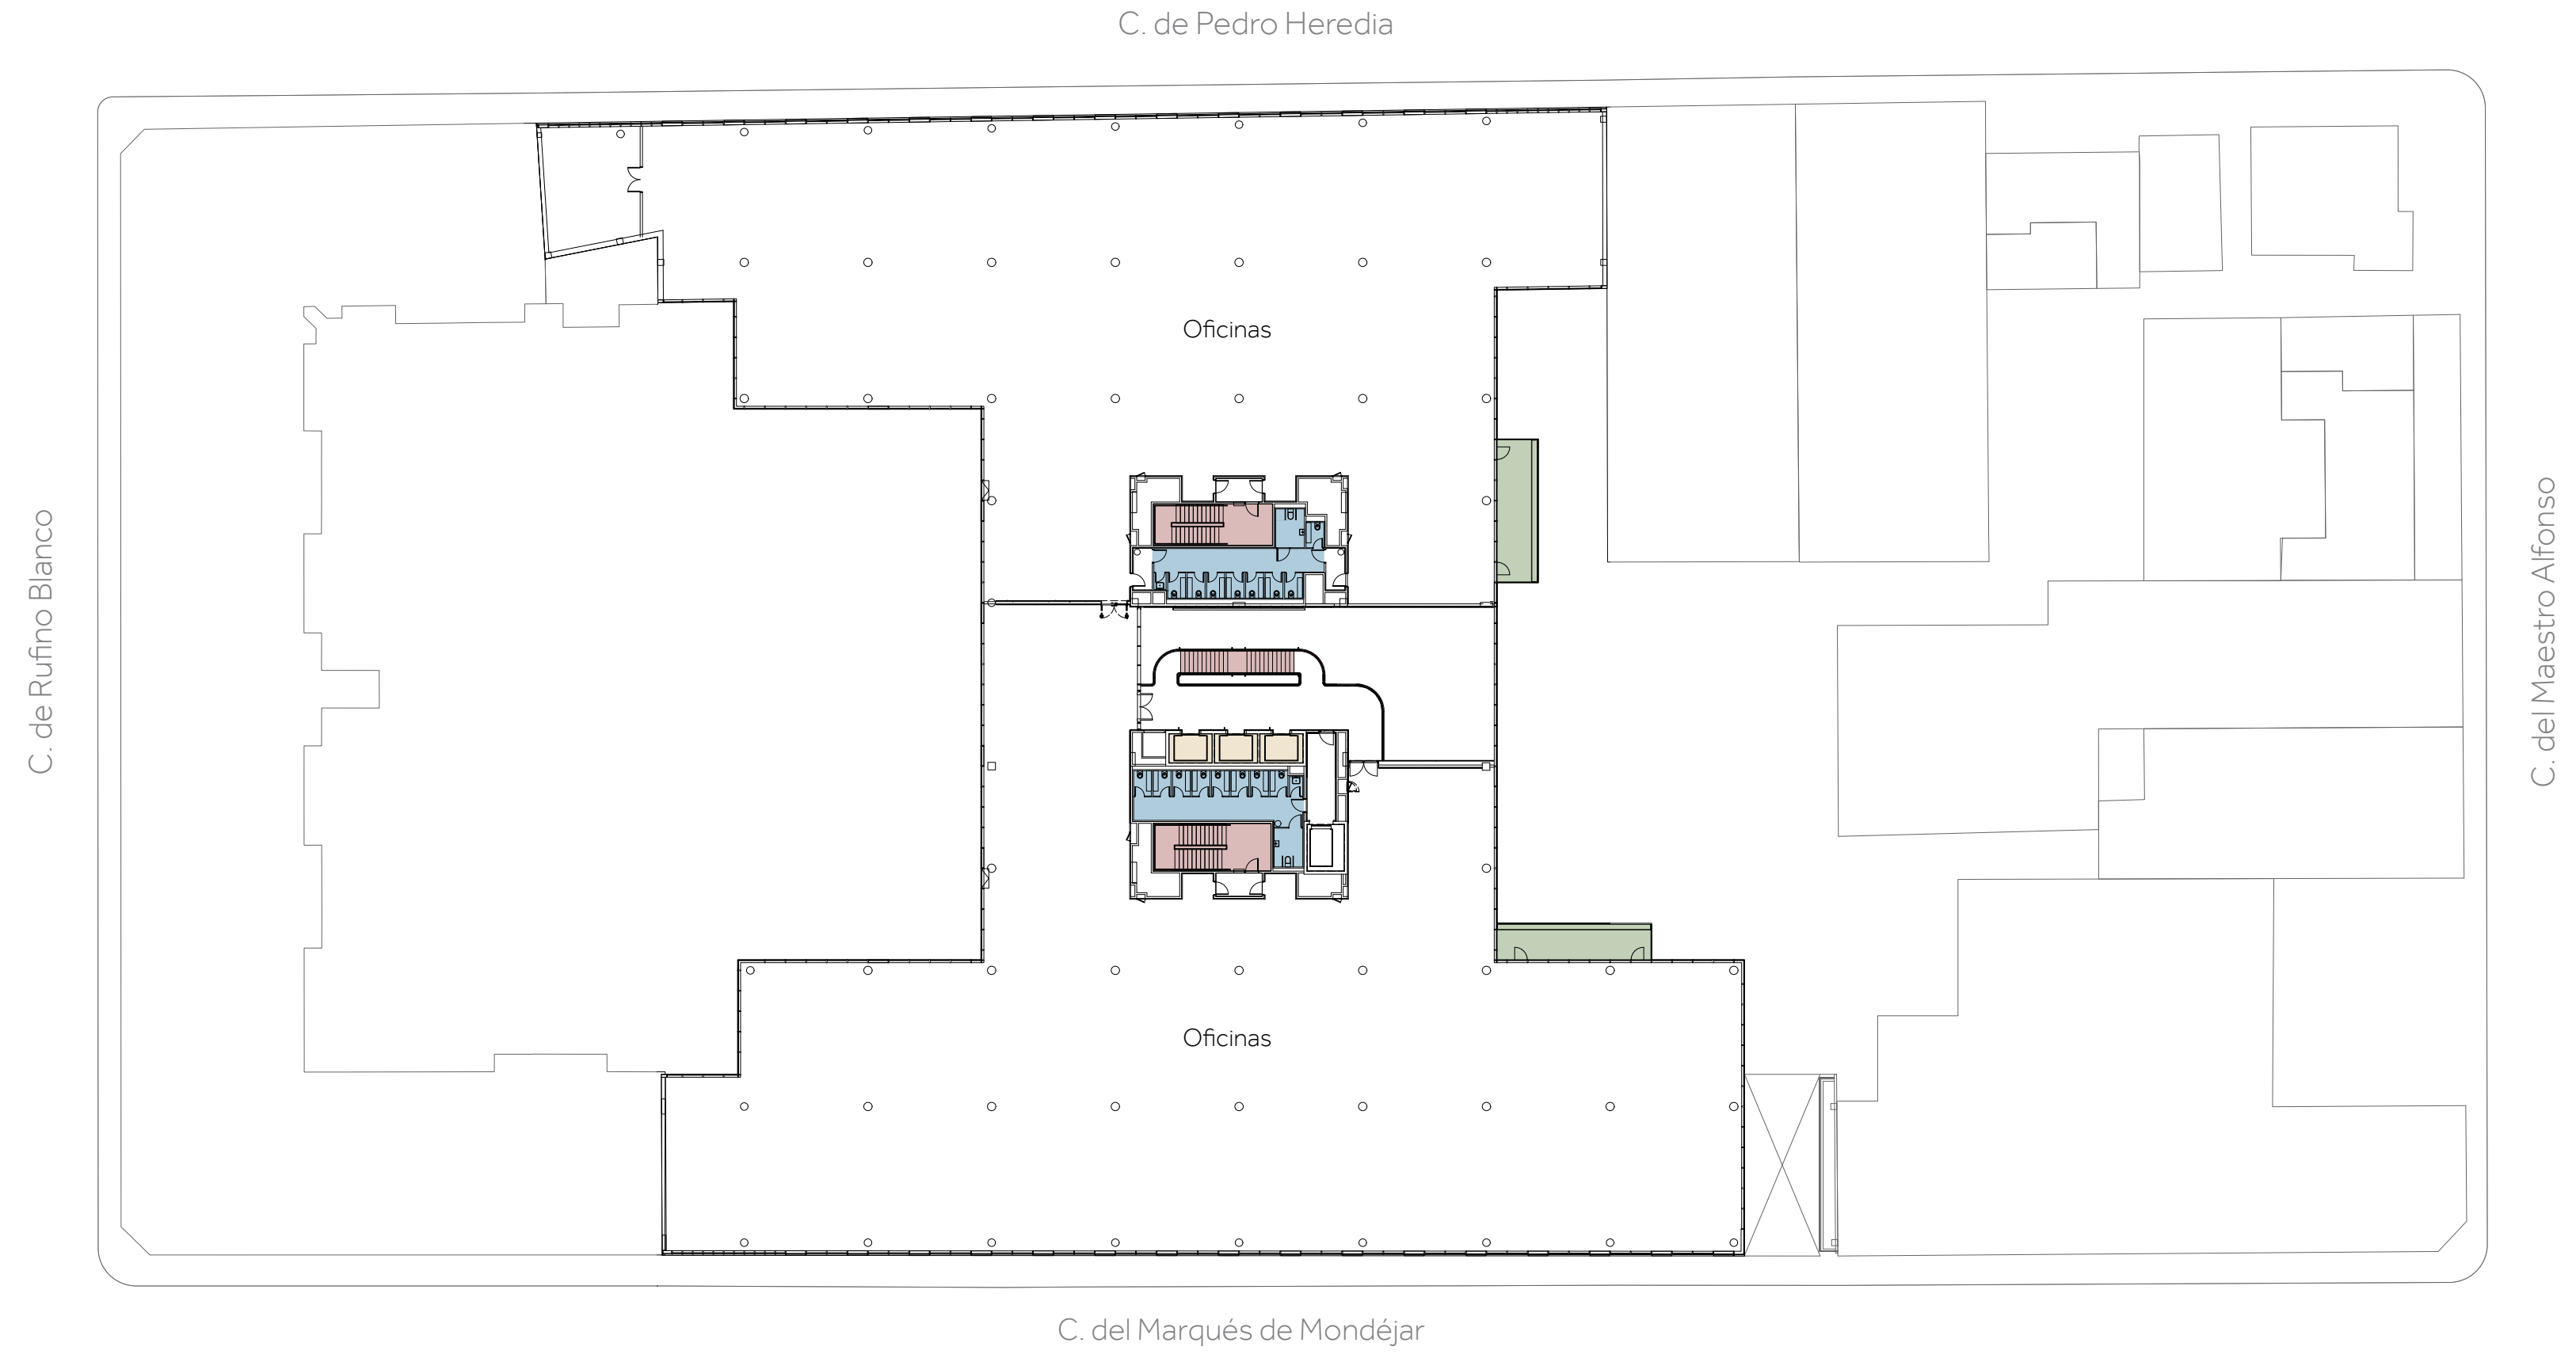 C. de Pedro Heredia
Oficinas
C. de Rufino Blanco
C. del Maestro Alfonso
Oficinas
C. del Marqués de Mondéjar